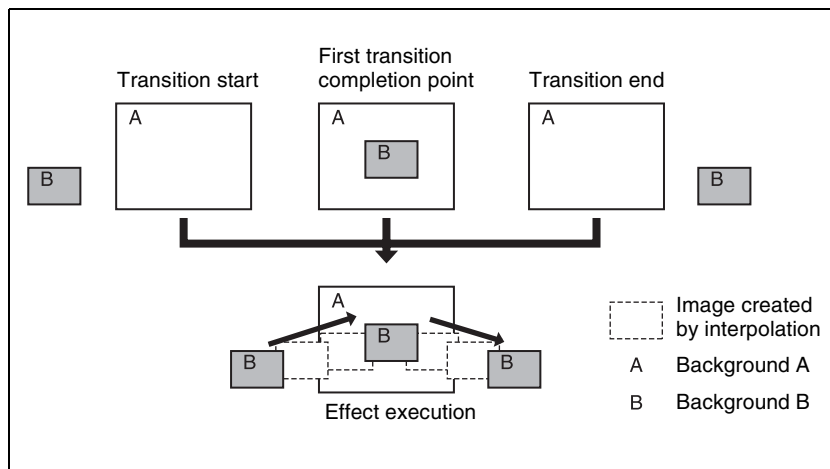 Transition start
First transition
completion point
Transition end
A
A
A
B
B
B
A
B
B
B
Effect execution
Image created
by interpolation
A Background A
B Background B